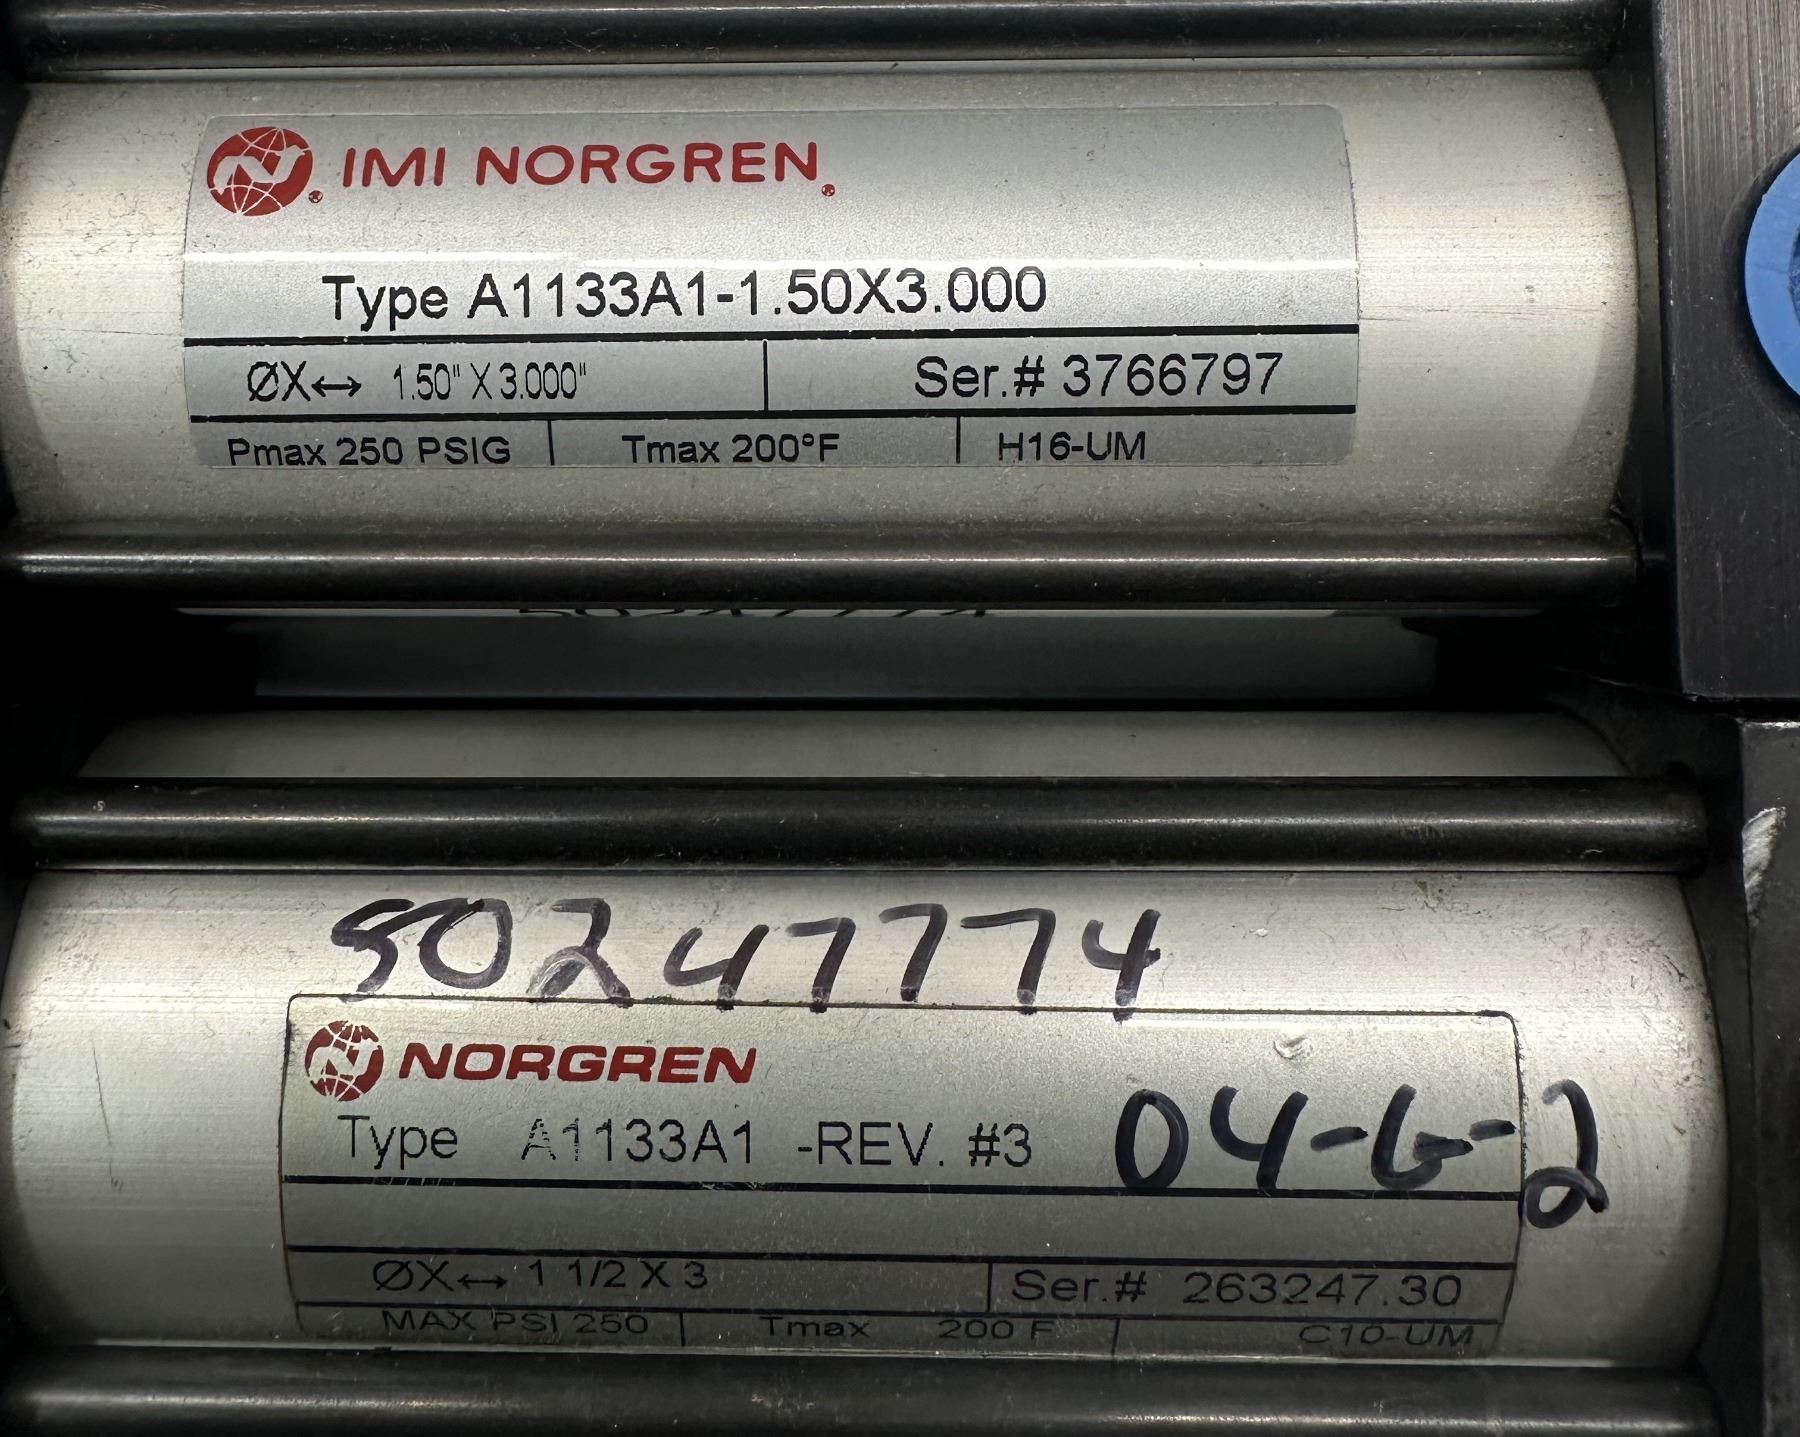 IMI NORGREN®
Type A1133A1-1.50X3.000
ØX↔ 1.50" X 3.000" Ser.# 3766797
Pmax 250 PSIG Tmax 200°F H16-UM
50247774
50247774
NORGREN
Type A1133A1 -REV. #3 04-6-2
ØX↔ 1 1/2 X 3 Ser.# 263247.30
MAX PSI 250 Tmax 200 F C10-UM